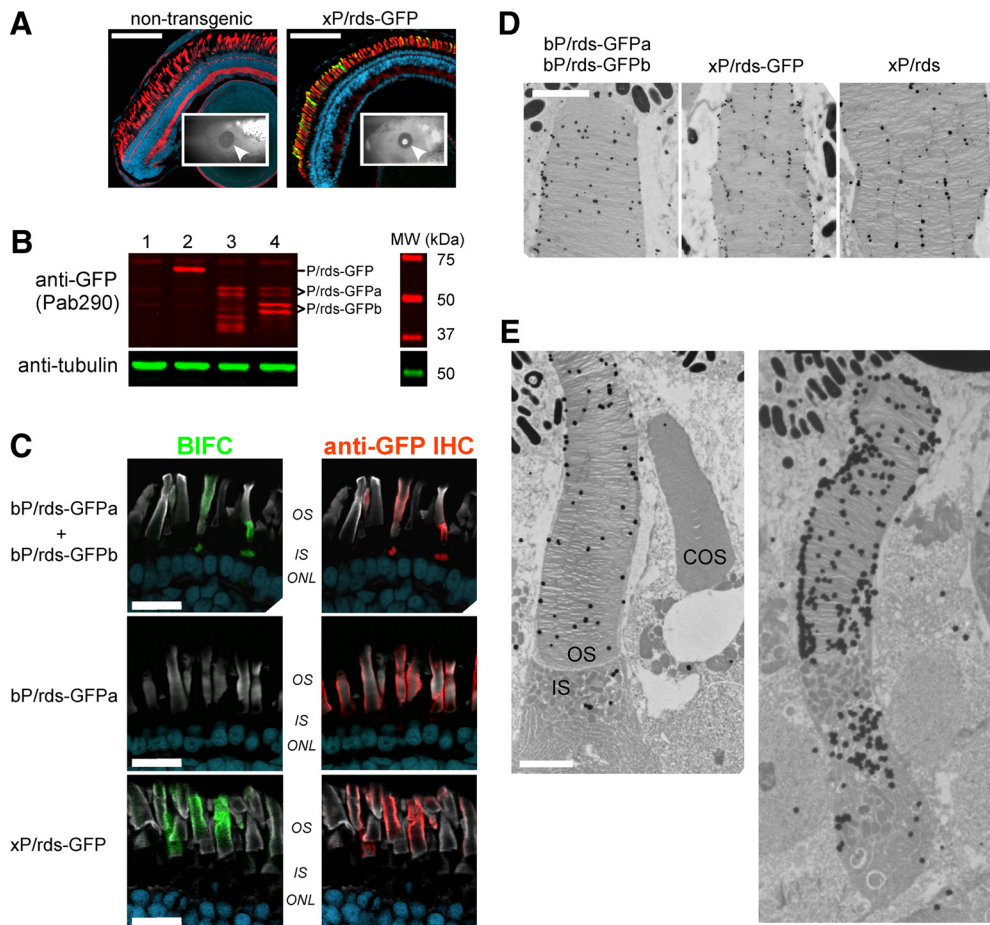 A
non-transgenic
xP/rds-GFP
B
1 2 3 4
MW (kDa)
anti-GFP
(Pab290)
P/rds-GFP
P/rds-GFPa
P/rds-GFPb
75
50
37
anti-tubulin
50
C
BIFC
anti-GFP IHC
bP/rds-GFPa
+
bP/rds-GFPb
OS
IS
ONL
bP/rds-GFPa
OS
IS
ONL
xP/rds-GFP
OS
IS
ONL
D
bP/rds-GFPa
bP/rds-GFPb
xP/rds-GFP
xP/rds
E
COS
OS
IS